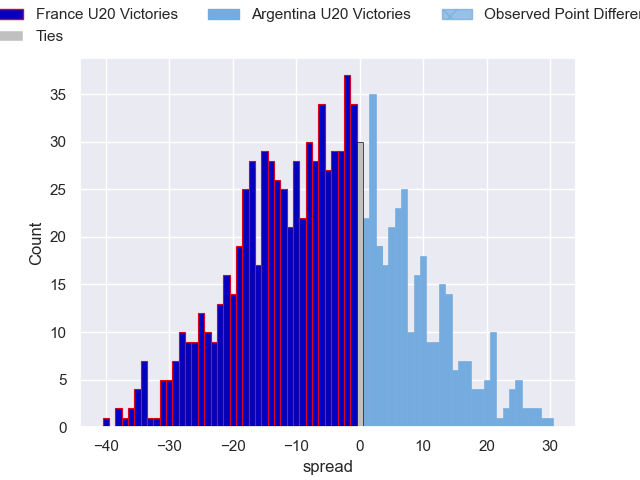 France U20 Victories
Argentina U20 Victories
Observed Point
Ties
35
30
25
20
15
10
5
0
Count
−40 −30 −20 −10 0 10 20 30
spread